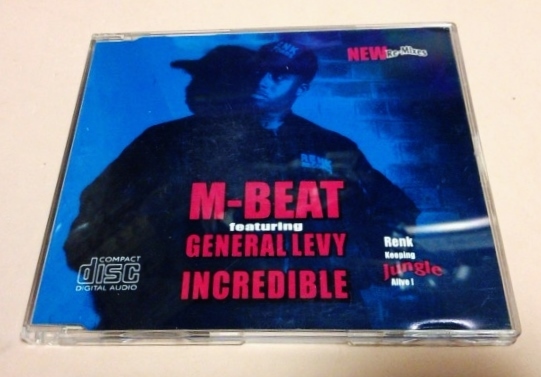 NEW Re-Mixes
M-BEAT
featuring
GENERAL LEVY
INCREDIBLE
Renk
Keeping
Jungle
Alive !
COMPACT
disc
DIGITAL AUDIO